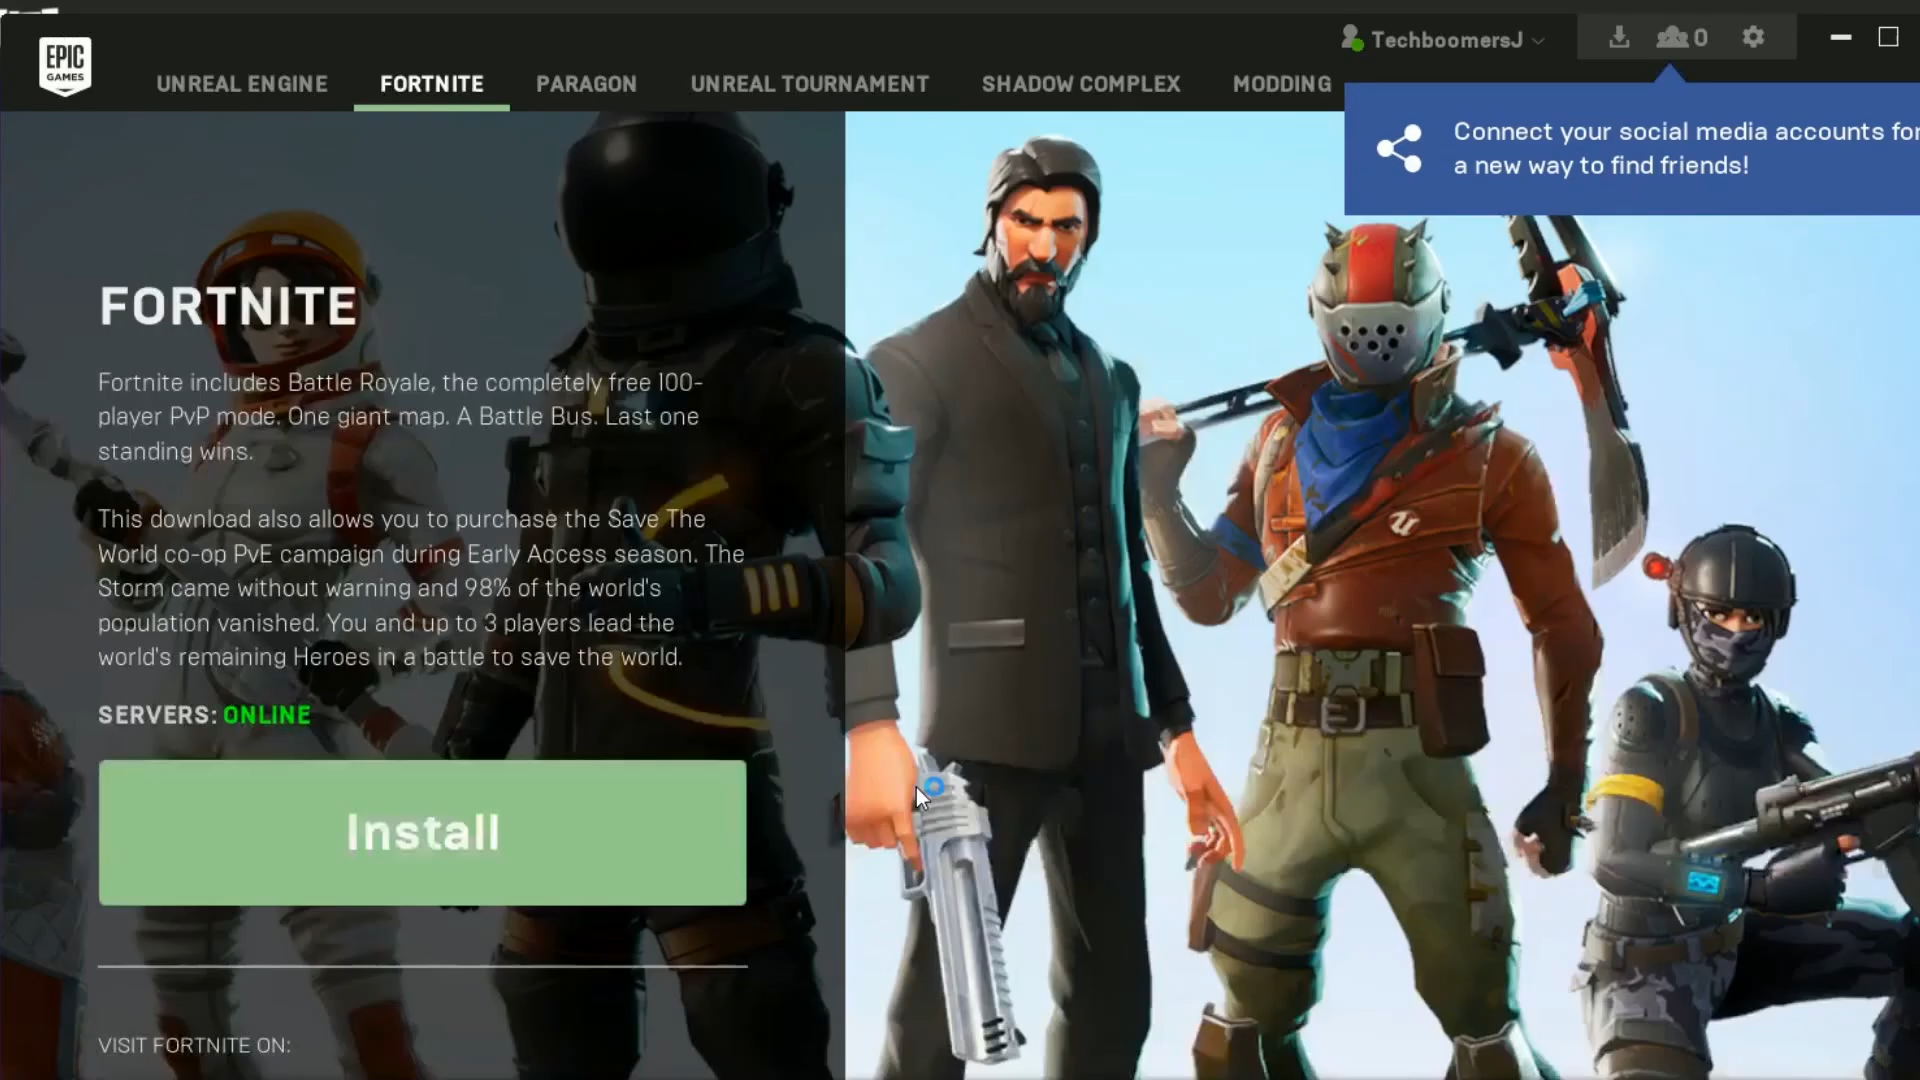 EPIC
GAMES
TechboomersJ
0
UNREAL ENGINE
FORTNITE
PARAGON
UNREAL TOURNAMENT
SHADOW COMPLEX
MODDING
Connect your social media accounts for
a new way to find friends!
FORTNITE
Fortnite includes Battle Royale, the completely free 100-
player PvP mode. One giant map. A Battle Bus. Last one
standing wins.
This download also allows you to purchase the Save The
World co-op PvE campaign during Early Access season. The
Storm came without warning and 98% of the world's
population vanished. You and up to 3 players lead the
world's remaining Heroes in a battle to save the world.
SERVERS: ONLINE
Install
VISIT FORTNITE ON: